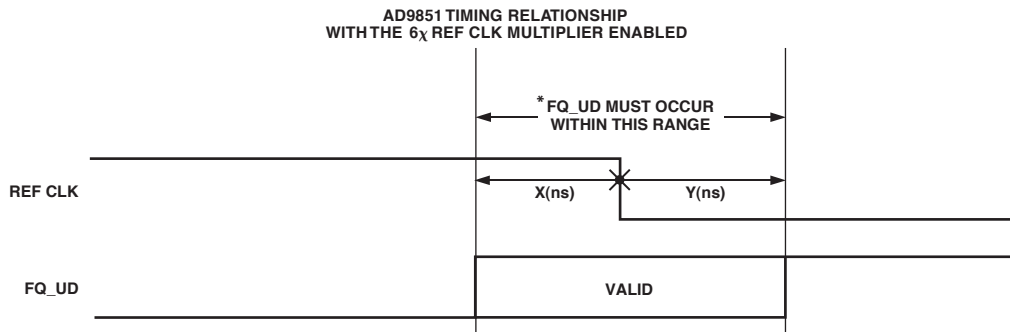 AD9851 TIMING RELATIONSHIP
WITH THE 6χ REF CLK MULTIPLIER ENABLED
*FQ_UD MUST OCCUR
WITHIN THIS RANGE
REF CLK
X(ns)
Y(ns)
FQ_UD
VALID